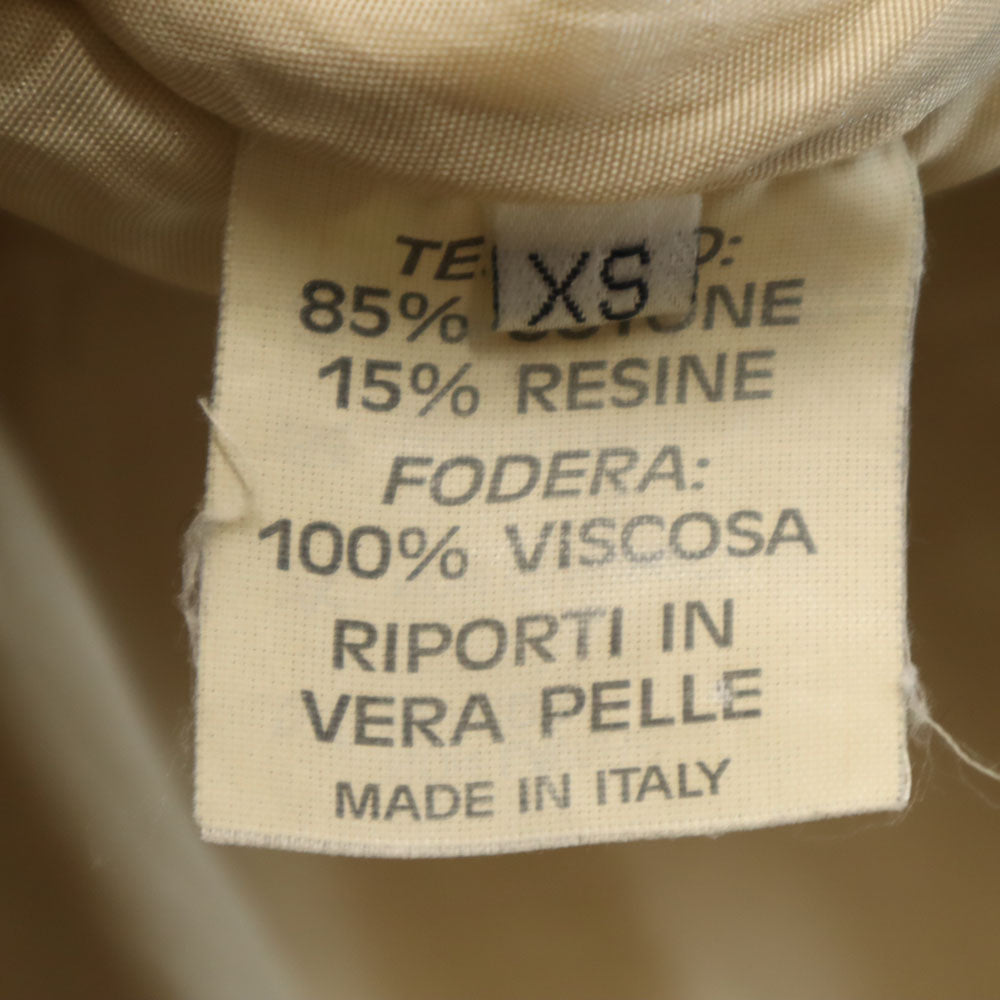 XS
85%
15% RESINE
FODERA:
100% VISCOSA
RIPORTI IN
VERA PELLE
MADE IN ITALY